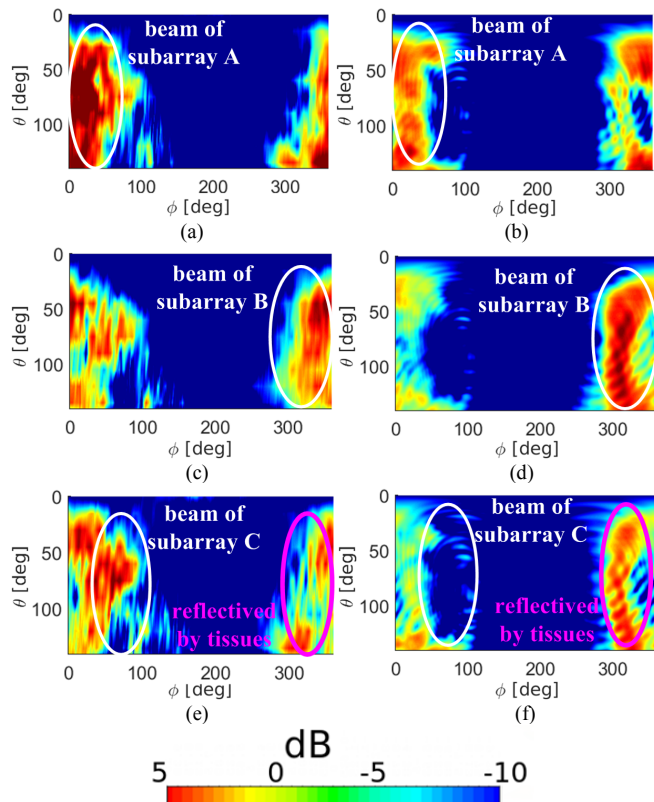 0
50
100
θ [deg]
beam of
subarray A
0 100 200 300
ϕ [deg]
(a)
0
50
100
θ [deg]
beam of
subarray A
0 100 200 300
ϕ [deg]
(b)
0
50
100
θ [deg]
beam of
subarray B
0 100 200 300
ϕ [deg]
(c)
0
50
100
θ [deg]
beam of
subarray B
0 100 200 300
ϕ [deg]
(d)
0
50
100
θ [deg]
beam of
subarray C
reflectived
by tissues
0 100 200 300
ϕ [deg]
(e)
0
50
100
θ [deg]
beam of
subarray C
reflectived
by tissues
0 100 200 300
ϕ [deg]
(f)
dB
5 0 -5 -10